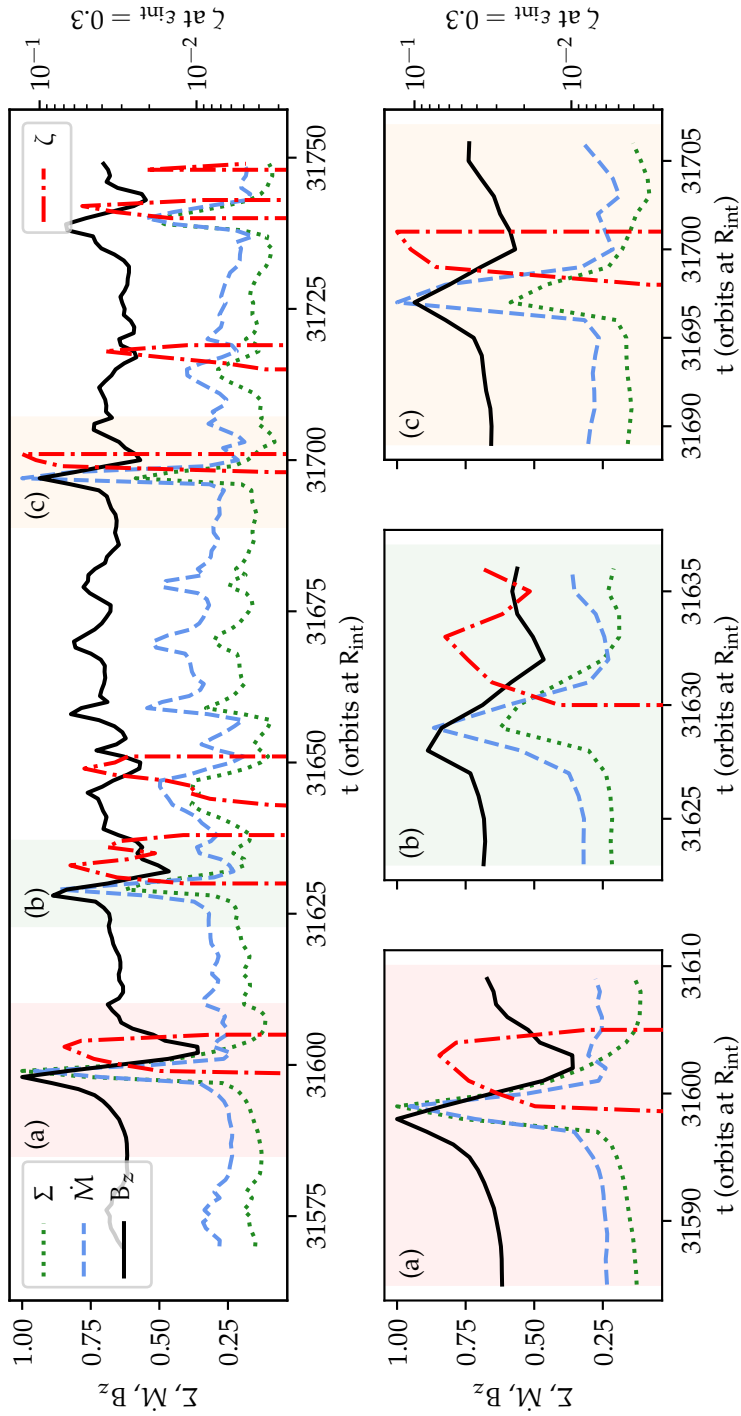 Σ, Ṁ, B_z
1.00
0.75
0.50
0.25
Σ
Ṁ
B_z
(a)
(b)
(c)
ζ
10⁻¹
10⁻²
ζ at ε_int = 0.3
31575
31600
31625
31650
31675
31700
31725
31750
t (orbits at R_int)
Σ, Ṁ, B_z
1.00
0.75
0.50
0.25
(a)
31590
31600
31610
t (orbits at R_int)
(b)
31625
31630
31635
t (orbits at R_int)
(c)
31690
31695
31700
31705
t (orbits at R_int)
10⁻¹
10⁻²
ζ at ε_int = 0.3